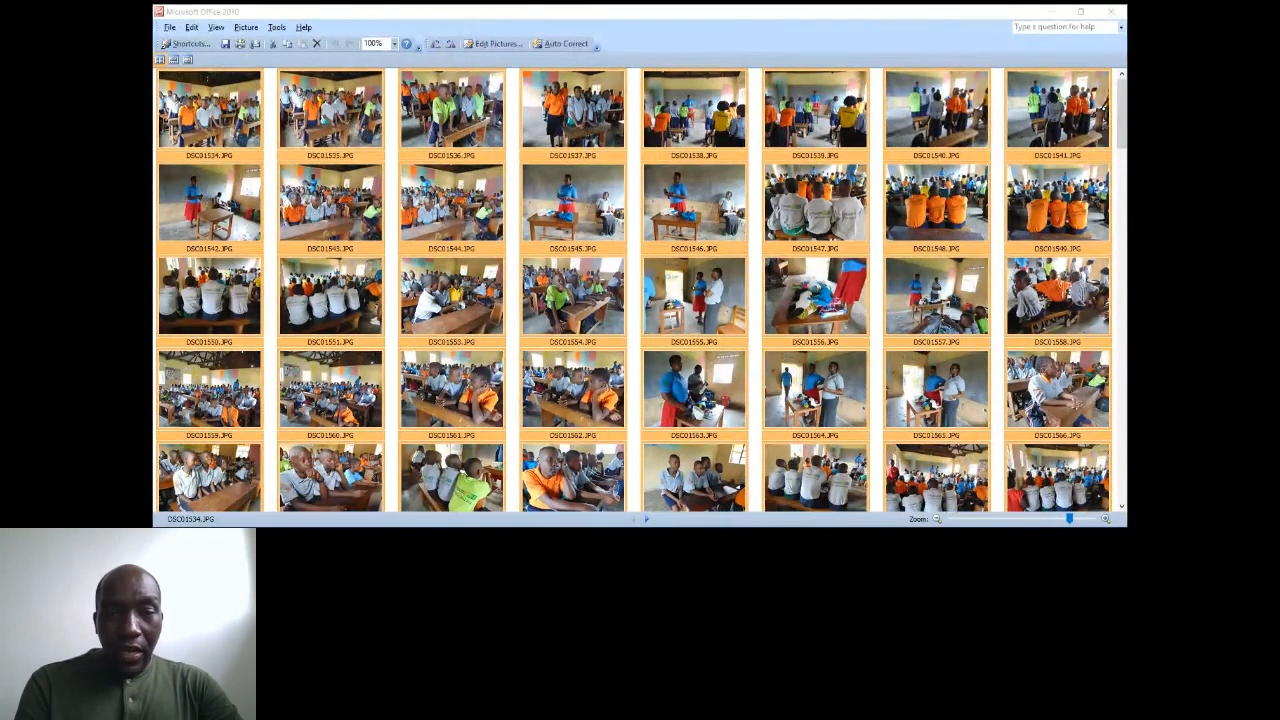 Microsoft Office 2010
File Edit View Picture Tools Help
Type a question for help
Shortcuts... 100% Edit Pictures... Auto Correct
DSC01534.JPG DSC01535.JPG DSC01536.JPG DSC01537.JPG DSC01538.JPG DSC01539.JPG DSC01540.JPG DSC01541.JPG
DSC01542.JPG DSC01543.JPG DSC01544.JPG DSC01545.JPG DSC01546.JPG DSC01547.JPG DSC01548.JPG DSC01549.JPG
DSC01550.JPG DSC01551.JPG DSC01553.JPG DSC01554.JPG DSC01555.JPG DSC01556.JPG DSC01557.JPG DSC01558.JPG
DSC01559.JPG DSC01560.JPG DSC01561.JPG DSC01562.JPG DSC01563.JPG DSC01564.JPG DSC01565.JPG DSC01566.JPG
DSC01534.JPG Zoom: